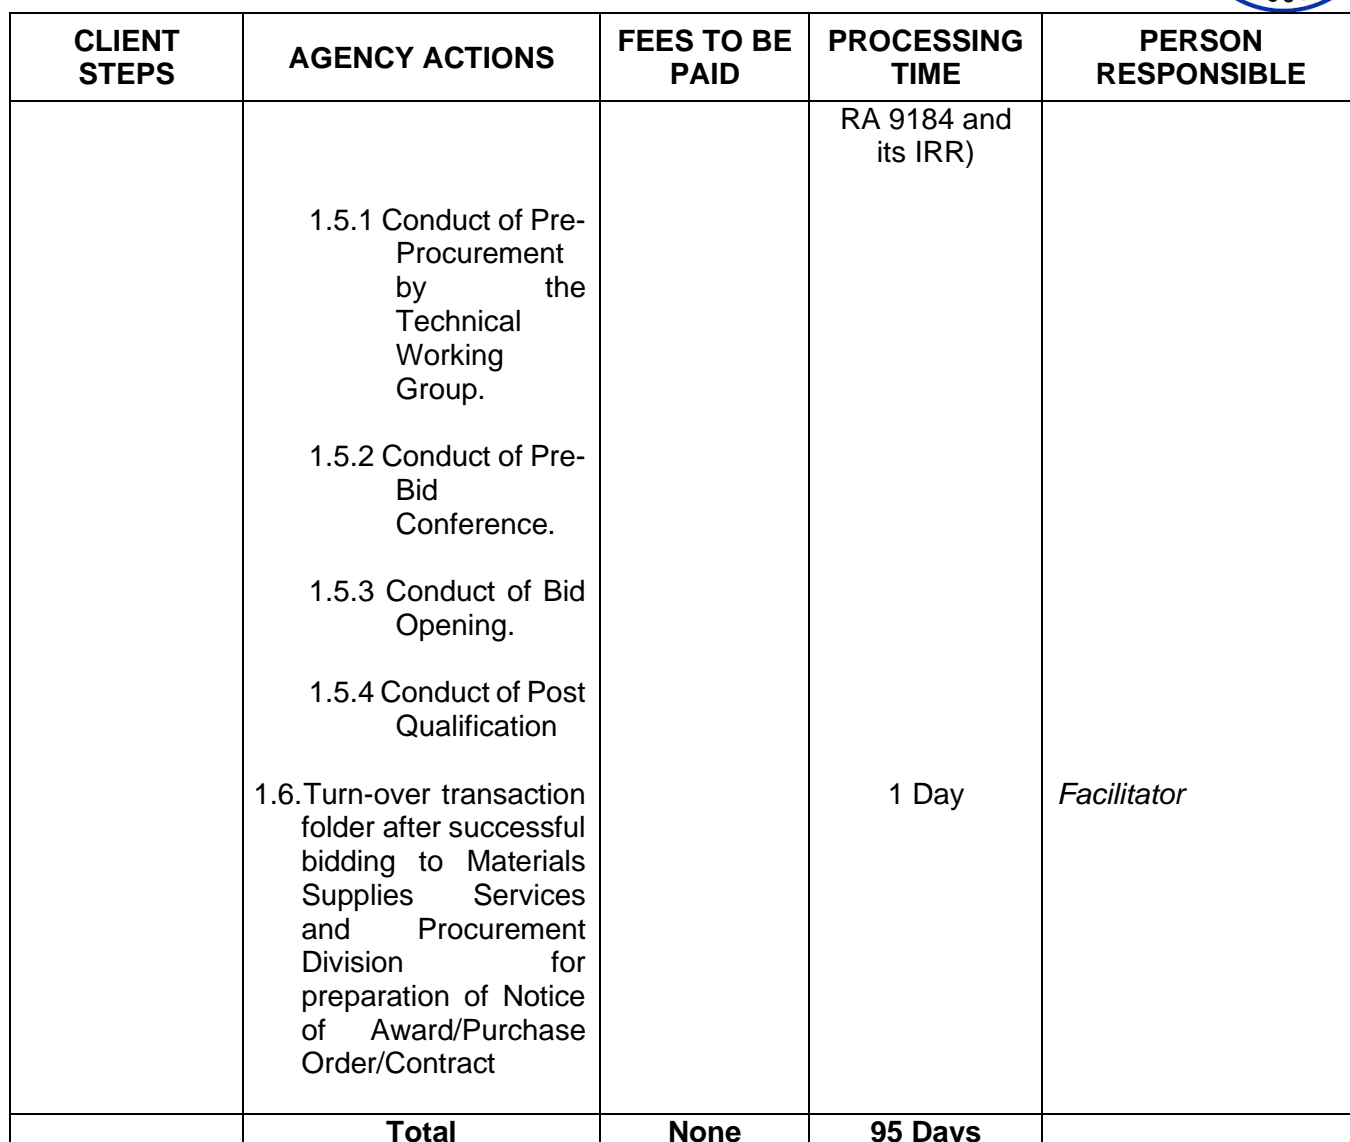 CLIENT STEPS
AGENCY ACTIONS
FEES TO BE PAID
PROCESSING TIME
PERSON RESPONSIBLE
RA 9184 and
its IRR)
1.5.1 Conduct of Pre-
Procurement
by the
Technical
Working
Group.
1.5.2 Conduct of Pre-
Bid
Conference.
1.5.3 Conduct of Bid
Opening.
1.5.4 Conduct of Post
Qualification
1.6.Turn-over transaction
folder after successful
bidding to Materials
Supplies Services
and Procurement
Division for
preparation of Notice
of Award/Purchase
Order/Contract
1 Day
Facilitator
Total
None
95 Days